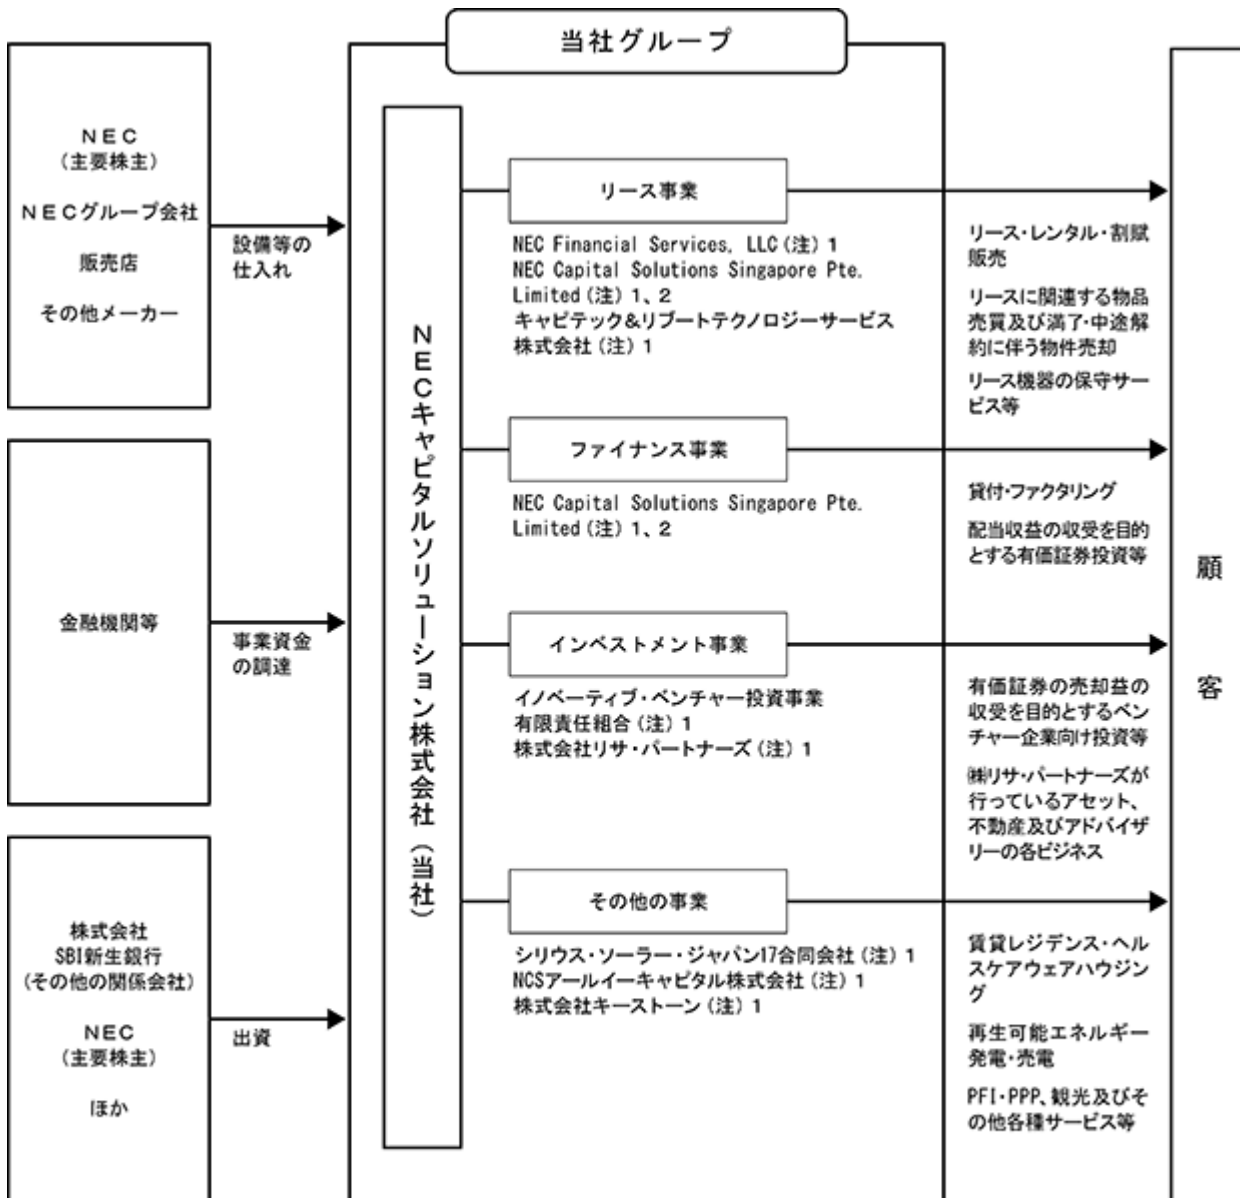 当社グループ
ＮＥＣ
(主要株主)
ＮＥＣグループ会社
販売店
その他メーカー
設備等の
仕入れ
金融機関等
事業資金
の調達
株式会社
SBI新生銀行
(その他の関係会社)
ＮＥＣ
(主要株主)
ほか
出資
ＮＥＣキャピタルソリューション株式会社（当社）
リース事業
NEC Financial Services, LLC(注) 1
NEC Capital Solutions Singapore Pte.
Limited(注) 1、2
キャピテック＆リブートテクノロジーサービス
株式会社(注) 1
ファイナンス事業
NEC Capital Solutions Singapore Pte.
Limited(注) 1、2
インベストメント事業
イノベーティブ・ベンチャー投資事業
有限責任組合(注) 1
株式会社リサ・パートナーズ(注) 1
その他の事業
シリウス・ソーラー・ジャパン17合同会社(注) 1
NCSアールイーキャピタル株式会社(注) 1
株式会社キーストーン(注) 1
リース・レンタル・割賦
販売
リースに関連する物品
売買及び満了・中途解
約に伴う物件売却
リース機器の保守サー
ビス等
貸付・ファクタリング
配当収益の収受を目的
とする有価証券投資等
有価証券の売却益の
収受を目的とするベン
チャー企業向け投資等
㈱リサ・パートナーズが
行っているアセット、
不動産及びアドバイザ
リーの各ビジネス
賃貸レジデンス・ヘル
スケアウェアハウジン
グ
再生可能エネルギー
発電・売電
PFI・PPP、観光及びそ
の他各種サービス等
顧客